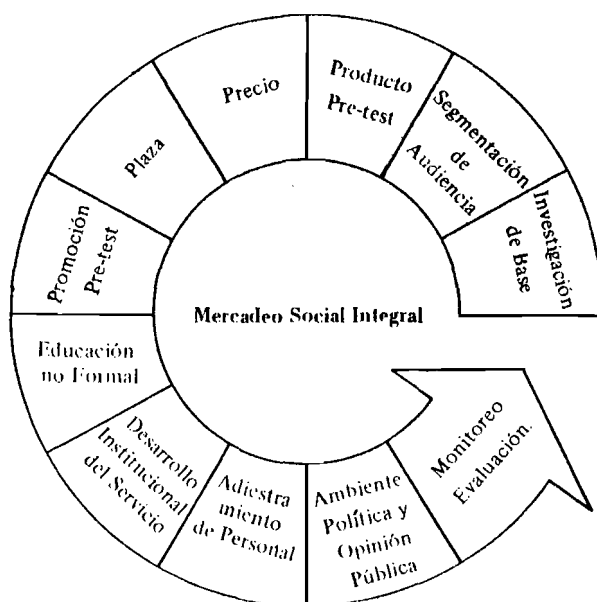 Precio
Producto
Pre-test
Segmentación
de
Audiencia
Investigación
de Base
Plaza
Promoción
Pre-test
Mercadeo Social Integral
Educación
no Formal
Desarrollo
Institucional
del Servicio
Adiestra
miento
de Personal
Ambiente
Política y
Opinión
Pública
Monitoreo
Evaluación.